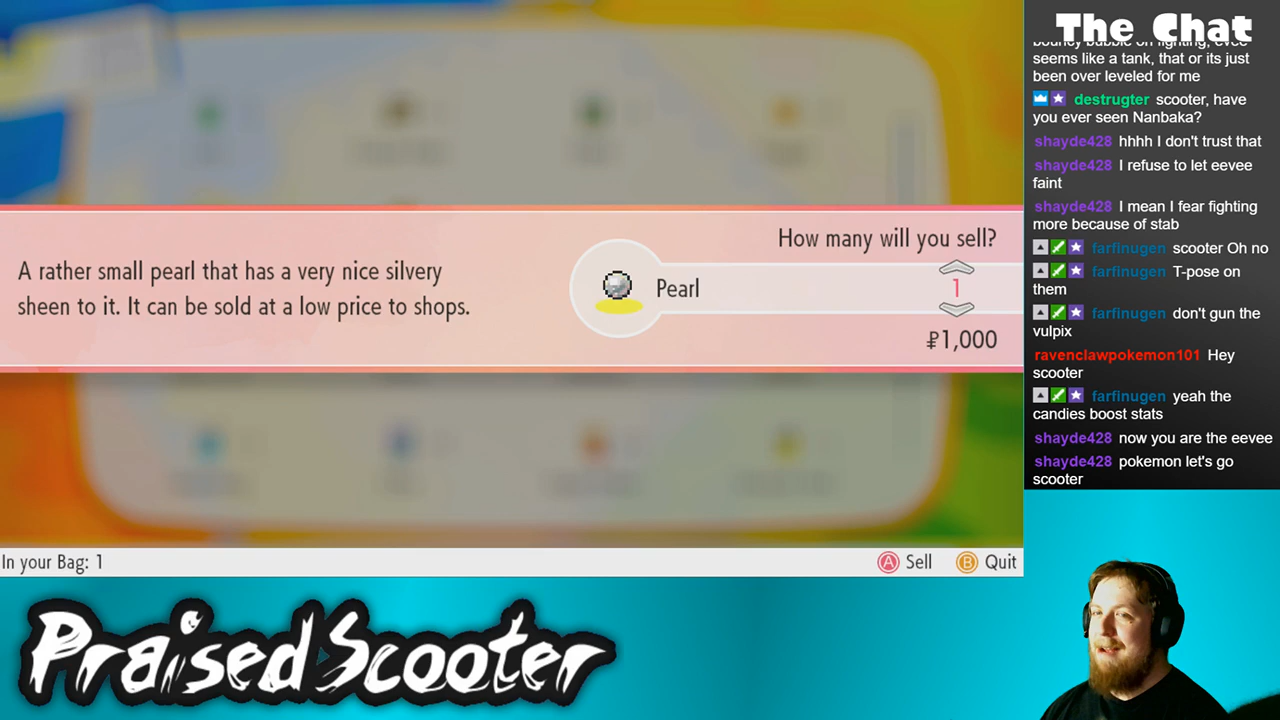 How many will you sell?
A rather small pearl that has a very nice silvery
sheen to it. It can be sold at a low price to shops.
Pearl
1
₽1,000
In your Bag: 1
A Sell
B Quit
PraisedScooter
The Chat
bouncy bubble on fighting, evee
seems like a tank, that or its just
been over leveled for me
destrugter scooter, have
you ever seen Nanbaka?
shayde428 hhhh I don't trust that
shayde428 I refuse to let eevee
faint
shayde428 I mean I fear fighting
more because of stab
farfinugen scooter Oh no
farfinugen T-pose on
them
farfinugen don't gun the
vulpix
ravenclawpokemon101 Hey
scooter
farfinugen yeah the
candies boost stats
shayde428 now you are the eevee
shayde428 pokemon let's go
scooter